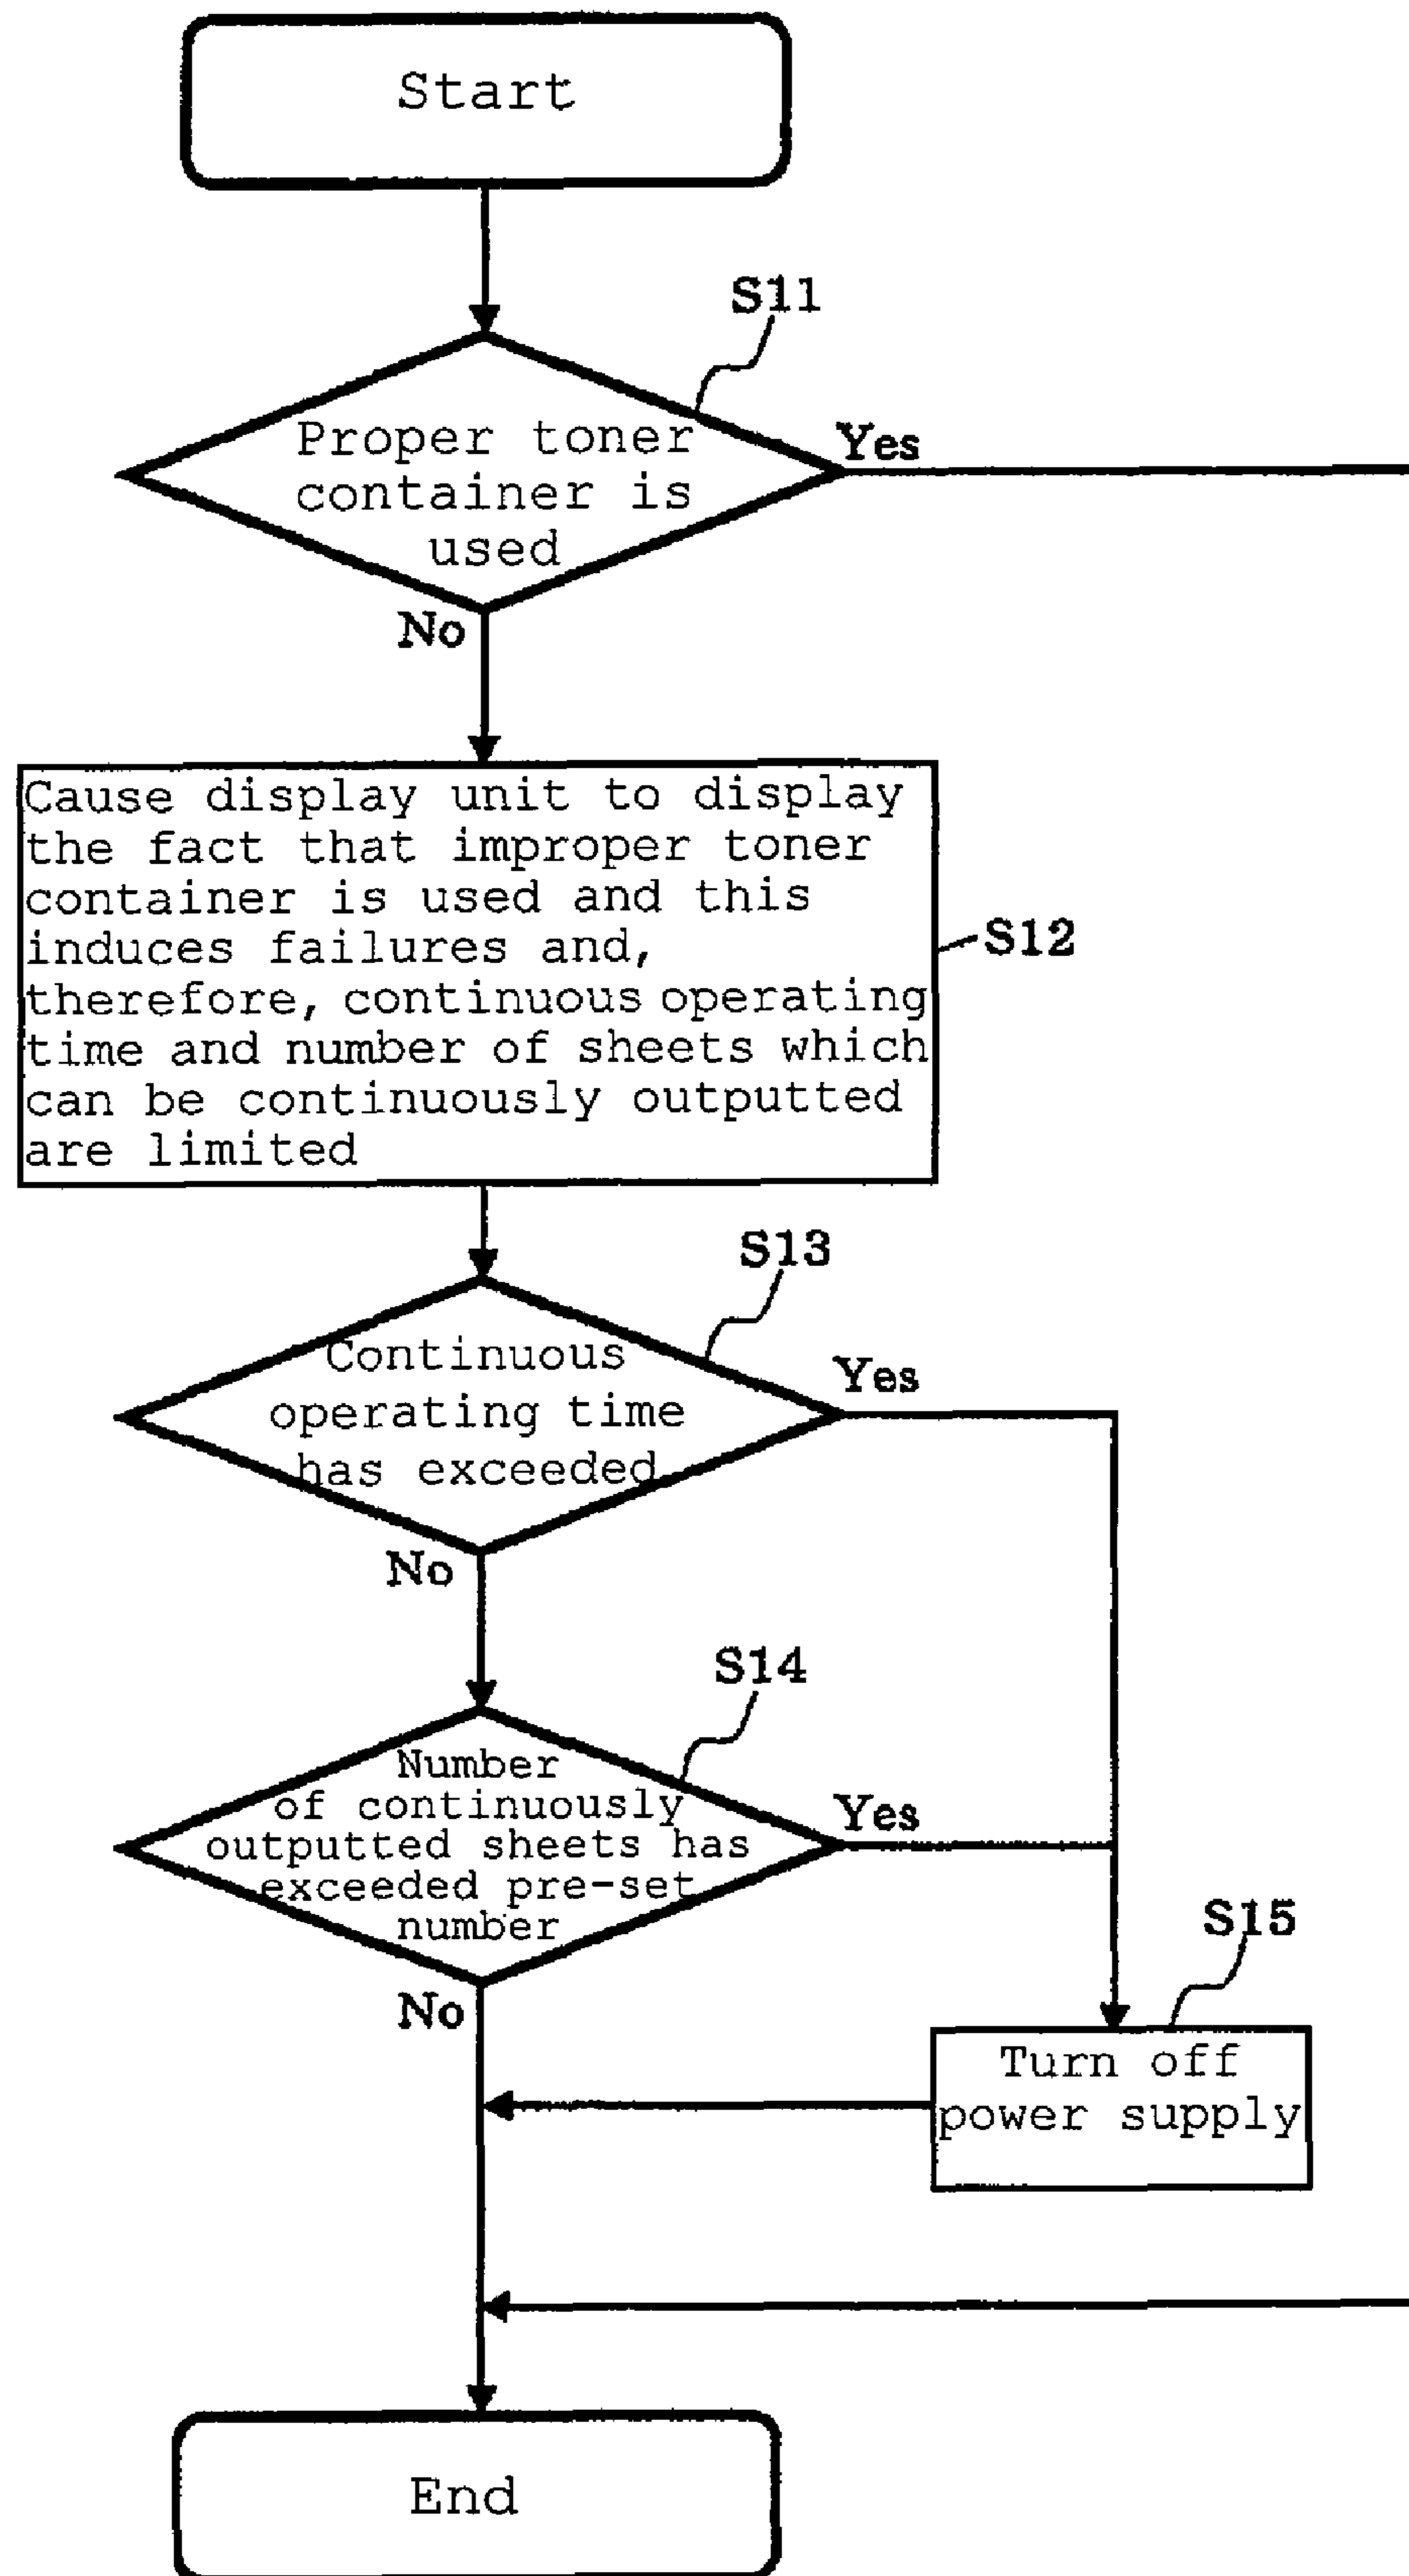 Start
S11
Proper toner
container is
used
Yes
No
Cause display unit to display
the fact that improper toner
container is used and this
induces failures and,
therefore, continuous operating
time and number of sheets which
can be continuously outputted
are limited
S12
S13
Continuous
operating time
has exceeded
Yes
No
S14
Number
of continuously
outputted sheets has
exceeded pre-set
number
Yes
No
S15
Turn off
power supply
End